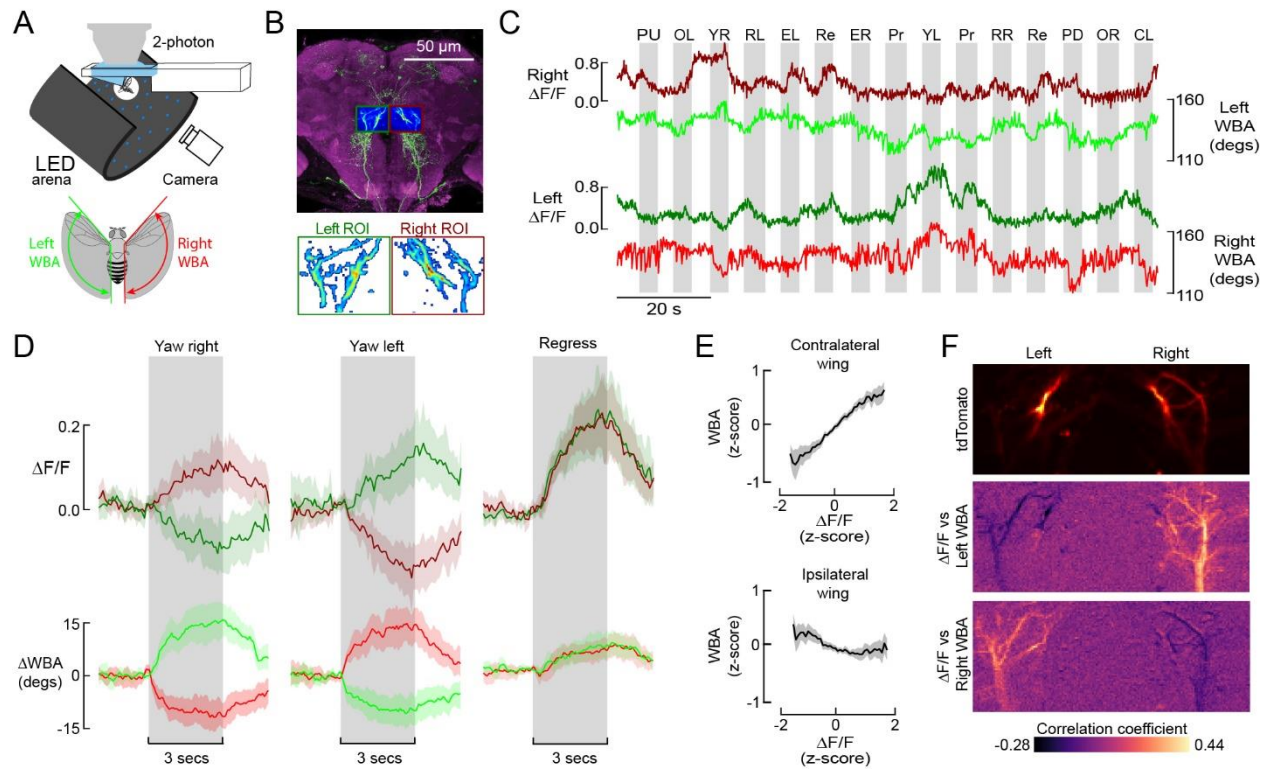 A
2-photon
LED
arena
Camera
Left
WBA
Right
WBA
B
50 µm
Left ROI
Right ROI
C
PU OL YR RL EL Re ER Pr YL Pr RR Re PD OR CL
Right
ΔF/F
0.8
0.0
160
110
Left
WBA
(degs)
Left
ΔF/F
0.8
0.0
160
110
Right
WBA
(degs)
20 s
D
Yaw right
Yaw left
Regress
ΔF/F
0.2
0.0
ΔWBA
(degs)
15
0
-15
3 secs
3 secs
3 secs
E
Contralateral
wing
WBA
(z-score)
1
0
-1
-2 0 2
ΔF/F
(z-score)
Ipsilateral
wing
WBA
(z-score)
1
0
-1
-2 0 2
ΔF/F
(z-score)
F
Left
Right
tdTomato
ΔF/F vs
Left WBA
ΔF/F vs
Right WBA
Correlation coefficient
-0.28
0.44